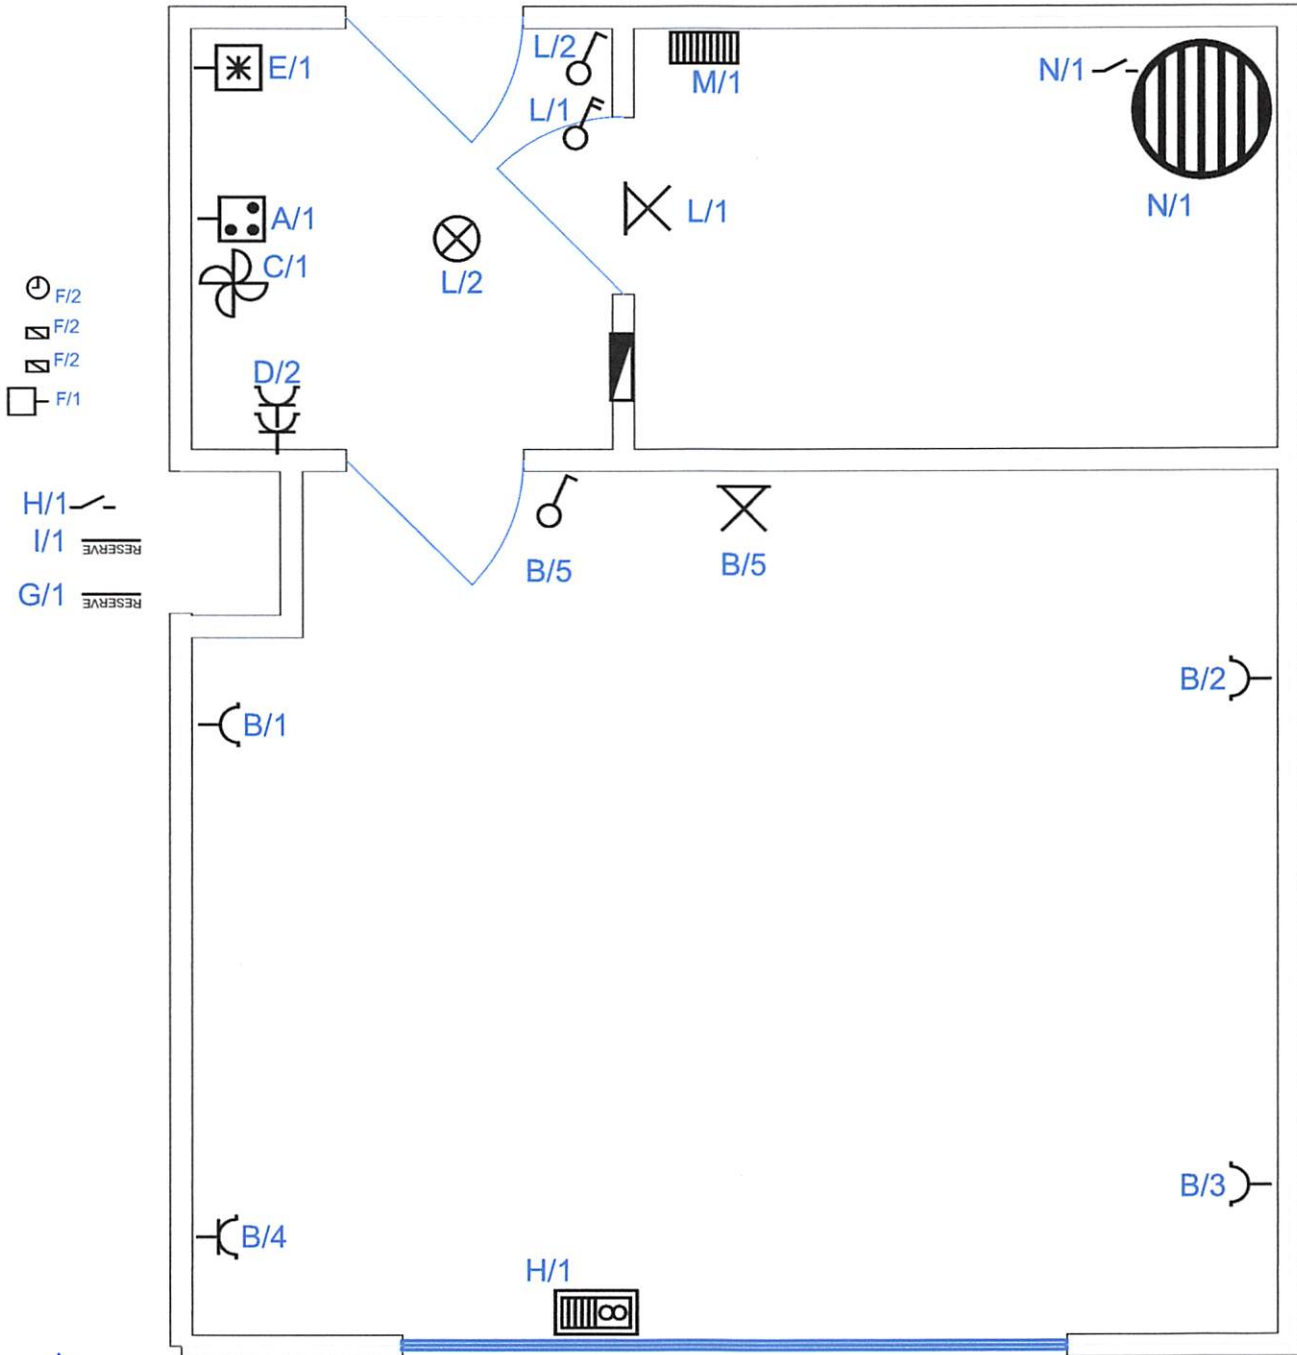 L/2
E/1
M/1
N/1
L/1
A/1
L/1
N/1
C/1
L/2
F/2
F/2
F/2
D/2
F/1
H/1
I/1 RESERVE
B/5
B/5
G/1 RESERVE
B/2
B/1
B/3
B/4
H/1